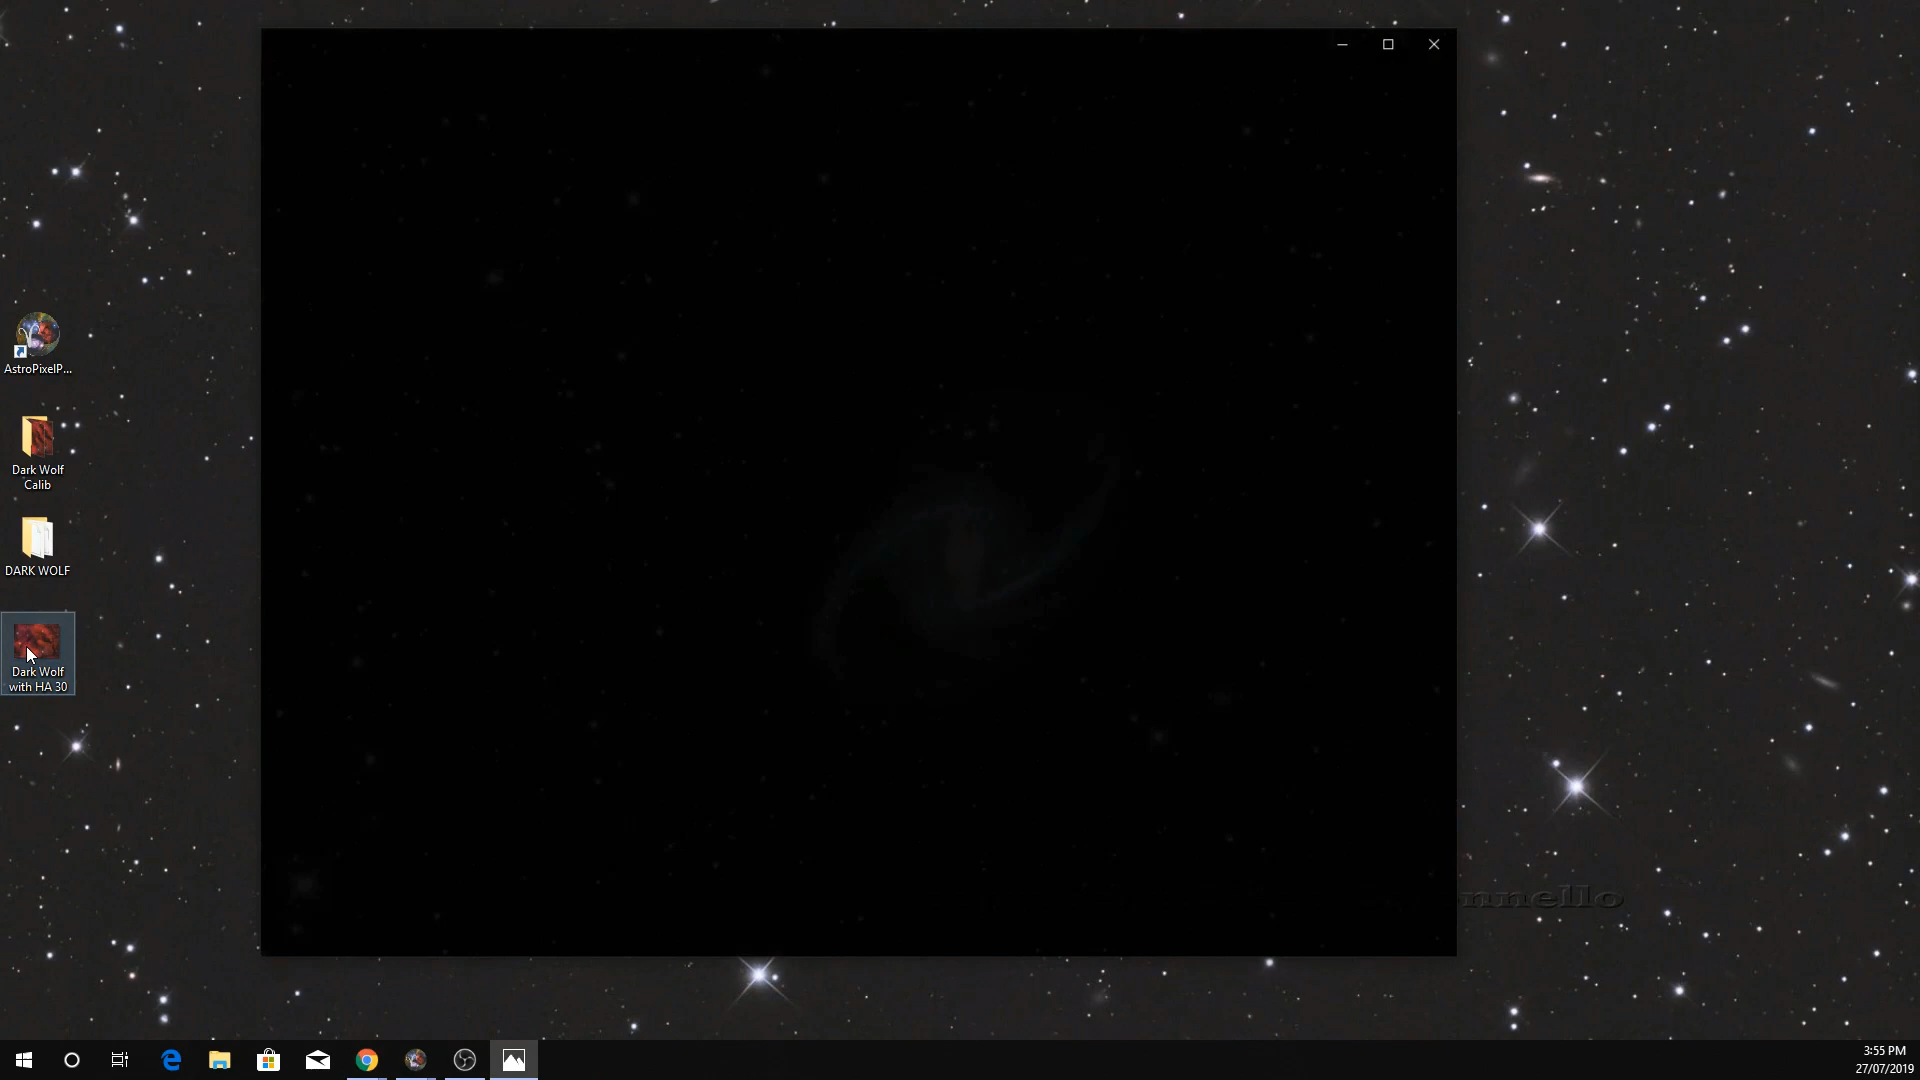 AstroPixelP...
Dark Wolf
Calib
DARK WOLF
Dark Wolf
with HA 30
nnello
3:55 PM
27/07/2019